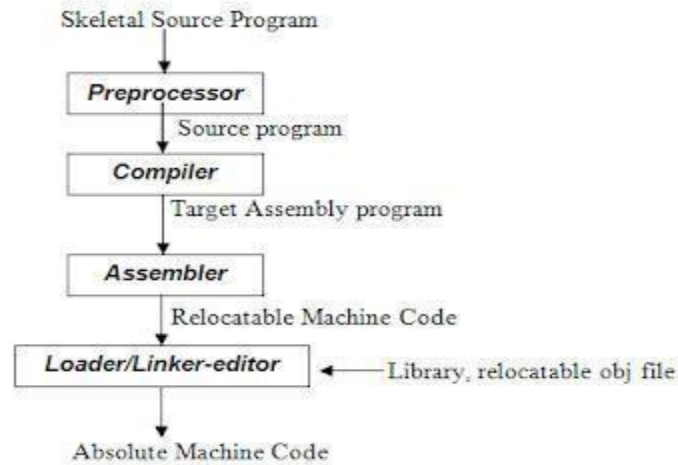 Skeletal Source Program
Preprocessor
Source program
Compiler
Target Assembly program
Assembler
Relocatable Machine Code
Loader/Linker-editor
Library, relocatable obj file
Absolute Machine Code